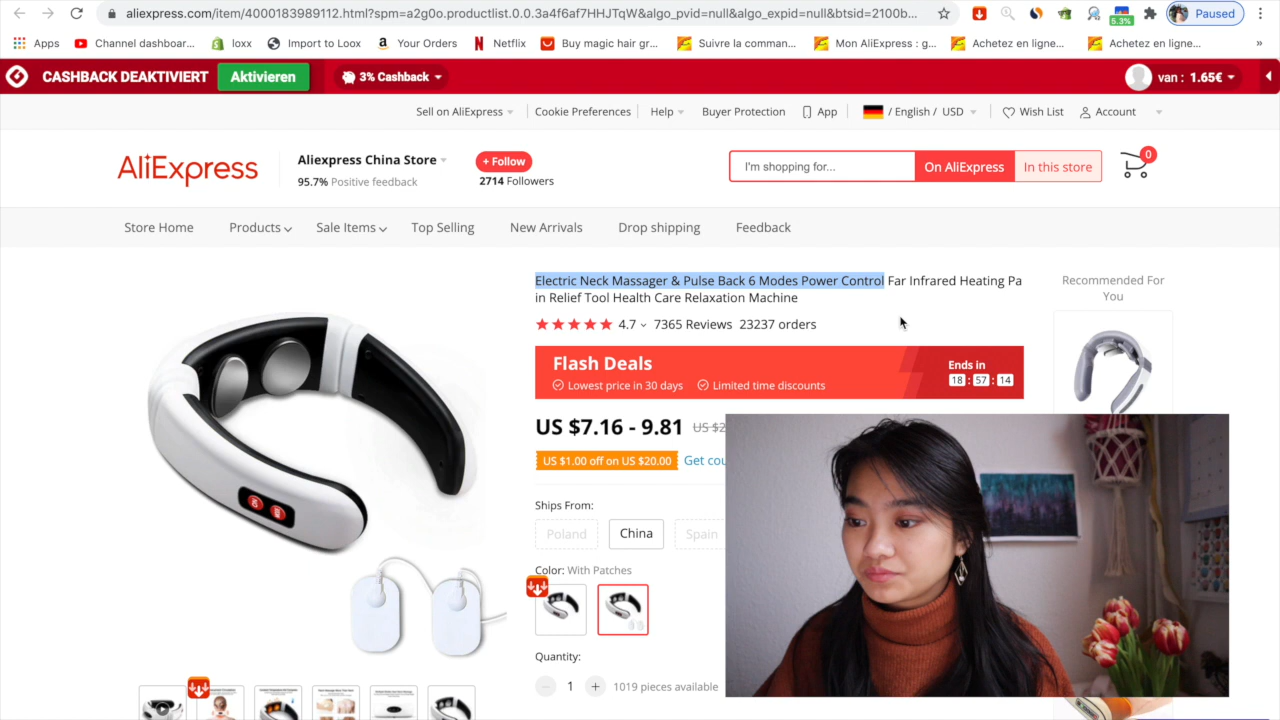 aliexpress.com/item/4000183989112.html?spm=a2g0o.productlist.0.0.3a4f6af7HHJTqW&algo_pvid=null&algo_expid=null&btsid=2100b...
5.3%
Paused
Apps
Channel dashboar...
loxx
Import to Loox
Your Orders
Netflix
Buy magic hair gr...
Suivre la comman...
Mon AliExpress : g...
Achetez en ligne...
Achetez en ligne...
»
CASHBACK DEAKTIVIERT
Aktivieren
3% Cashback
van : 1.65€
Sell on AliExpress
Cookie Preferences
Help
Buyer Protection
App
/ English / USD
Wish List
Account
AliExpress
Aliexpress China Store
95.7% Positive feedback
+ Follow
2714 Followers
I'm shopping for...
On AliExpress
In this store
0
Store Home
Products
Sale Items
Top Selling
New Arrivals
Drop shipping
Feedback
Electric Neck Massager & Pulse Back 6 Modes Power Control Far Infrared Heating Pa
in Relief Tool Health Care Relaxation Machine
4.7
7365 Reviews
23237 orders
Recommended For
You
Flash Deals
Lowest price in 30 days
Limited time discounts
Ends in
18 : 57 : 14
US $7.16 - 9.81
US $2
US $1.00 off on US $20.00
Get cou
Ships From:
Poland
China
Spain
Color: With Patches
Quantity:
1
1019 pieces available